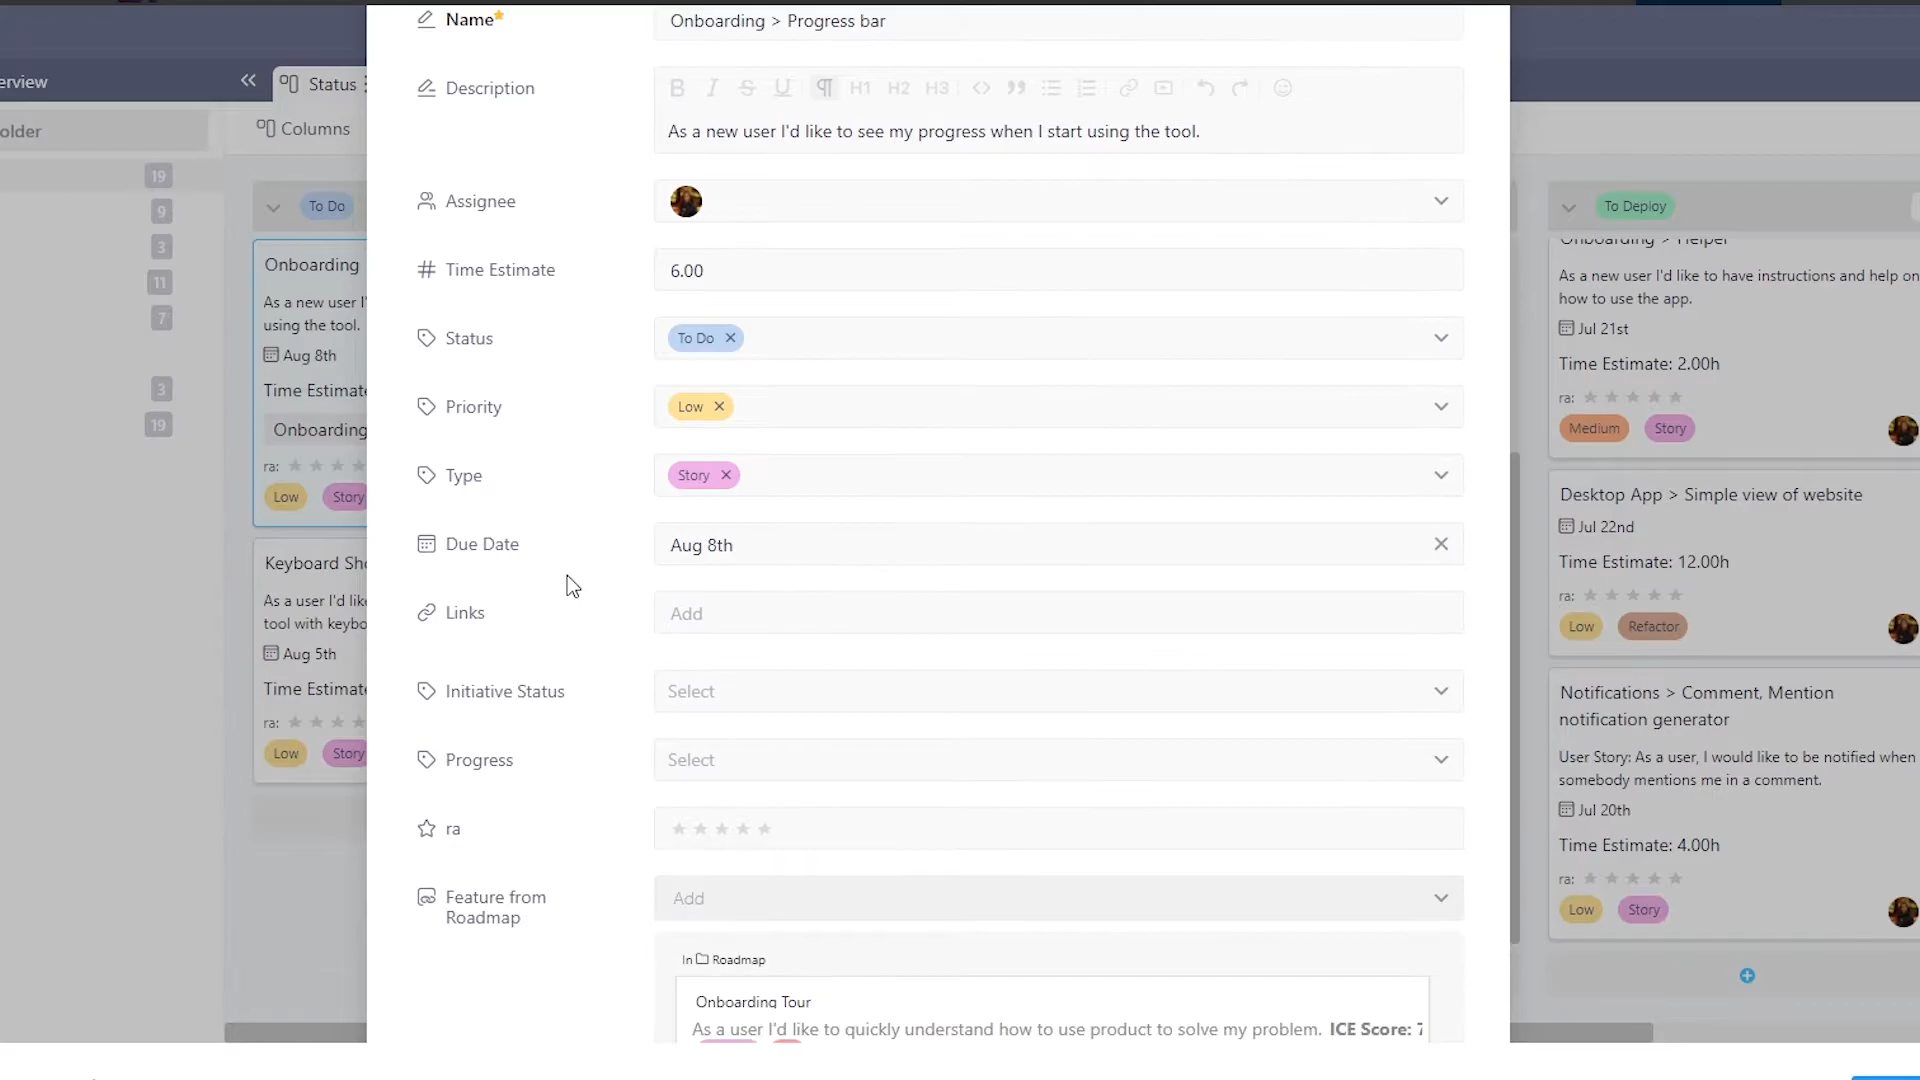 erview
Status
older
Columns
19
9
3
11
7
3
19
To Do
Onboarding
As a new user I'
using the tool.
Aug 8th
Time Estimat
Onboarding
ra:
Low Story
Keyboard Sh
As a user I'd lik
tool with keybo
Aug 5th
Time Estimat
ra:
Low Story
Name
Onboarding > Progress bar
Description
B I S U ¶ H1 H2 H3
As a new user I'd like to see my progress when I start using the tool.
Assignee
Time Estimate
6.00
Status
To Do
Priority
Low
Type
Story
Due Date
Aug 8th
Links
Add
Initiative Status
Select
Progress
Select
ra
Feature from
Roadmap
Add
In Roadmap
Onboarding Tour
As a user I'd like to quickly understand how to use product to solve my problem. ICE Score: 7
To Deploy
Onboarding > Helper
As a new user I'd like to have instructions and help on
how to use the app.
Jul 21st
Time Estimate: 2.00h
ra:
Medium Story
Desktop App > Simple view of website
Jul 22nd
Time Estimate: 12.00h
ra:
Low Refactor
Notifications > Comment, Mention
notification generator
User Story: As a user, I would like to be notified when
somebody mentions me in a comment.
Jul 20th
Time Estimate: 4.00h
ra:
Low Story